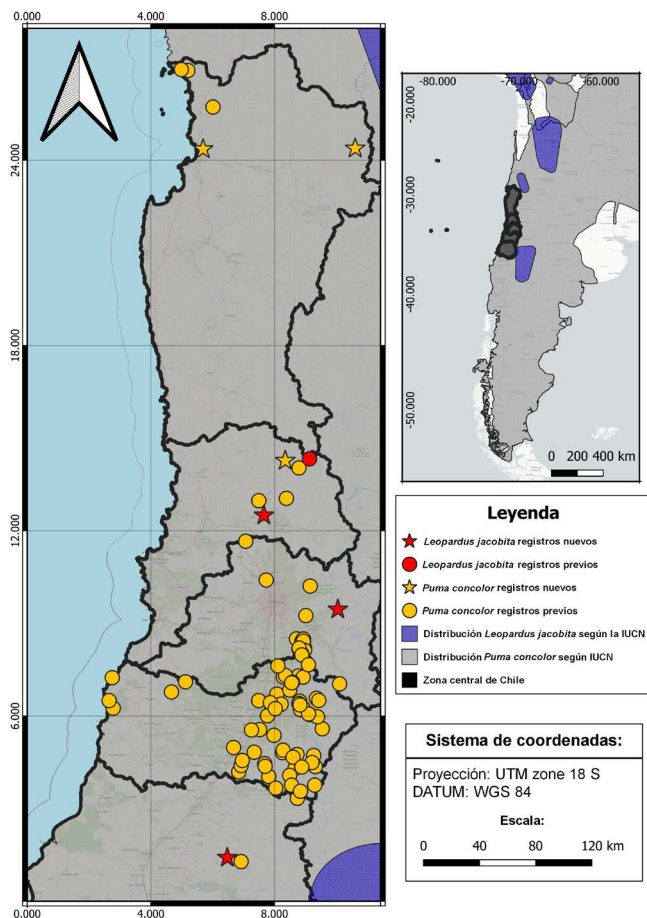 0.000 4.000 8.000
24.000
18.000
12.000
6.000
0.000 4.000 8.000
-80.000 -70.000 -60.000
-20.000
-30.000
-40.000
-50.000
0 200 400 km
Leyenda
Leopardus jacobita registros nuevos
Leopardus jacobita registros previos
Puma concolor registros nuevos
Puma concolor registros previos
Distribución Leopardus jacobita según la IUCN
Distribución Puma concolor según IUCN
Zona central de Chile
Sistema de coordenadas:
Proyección: UTM zone 18 S
DATUM: WGS 84
Escala:
0 40 80 120 km